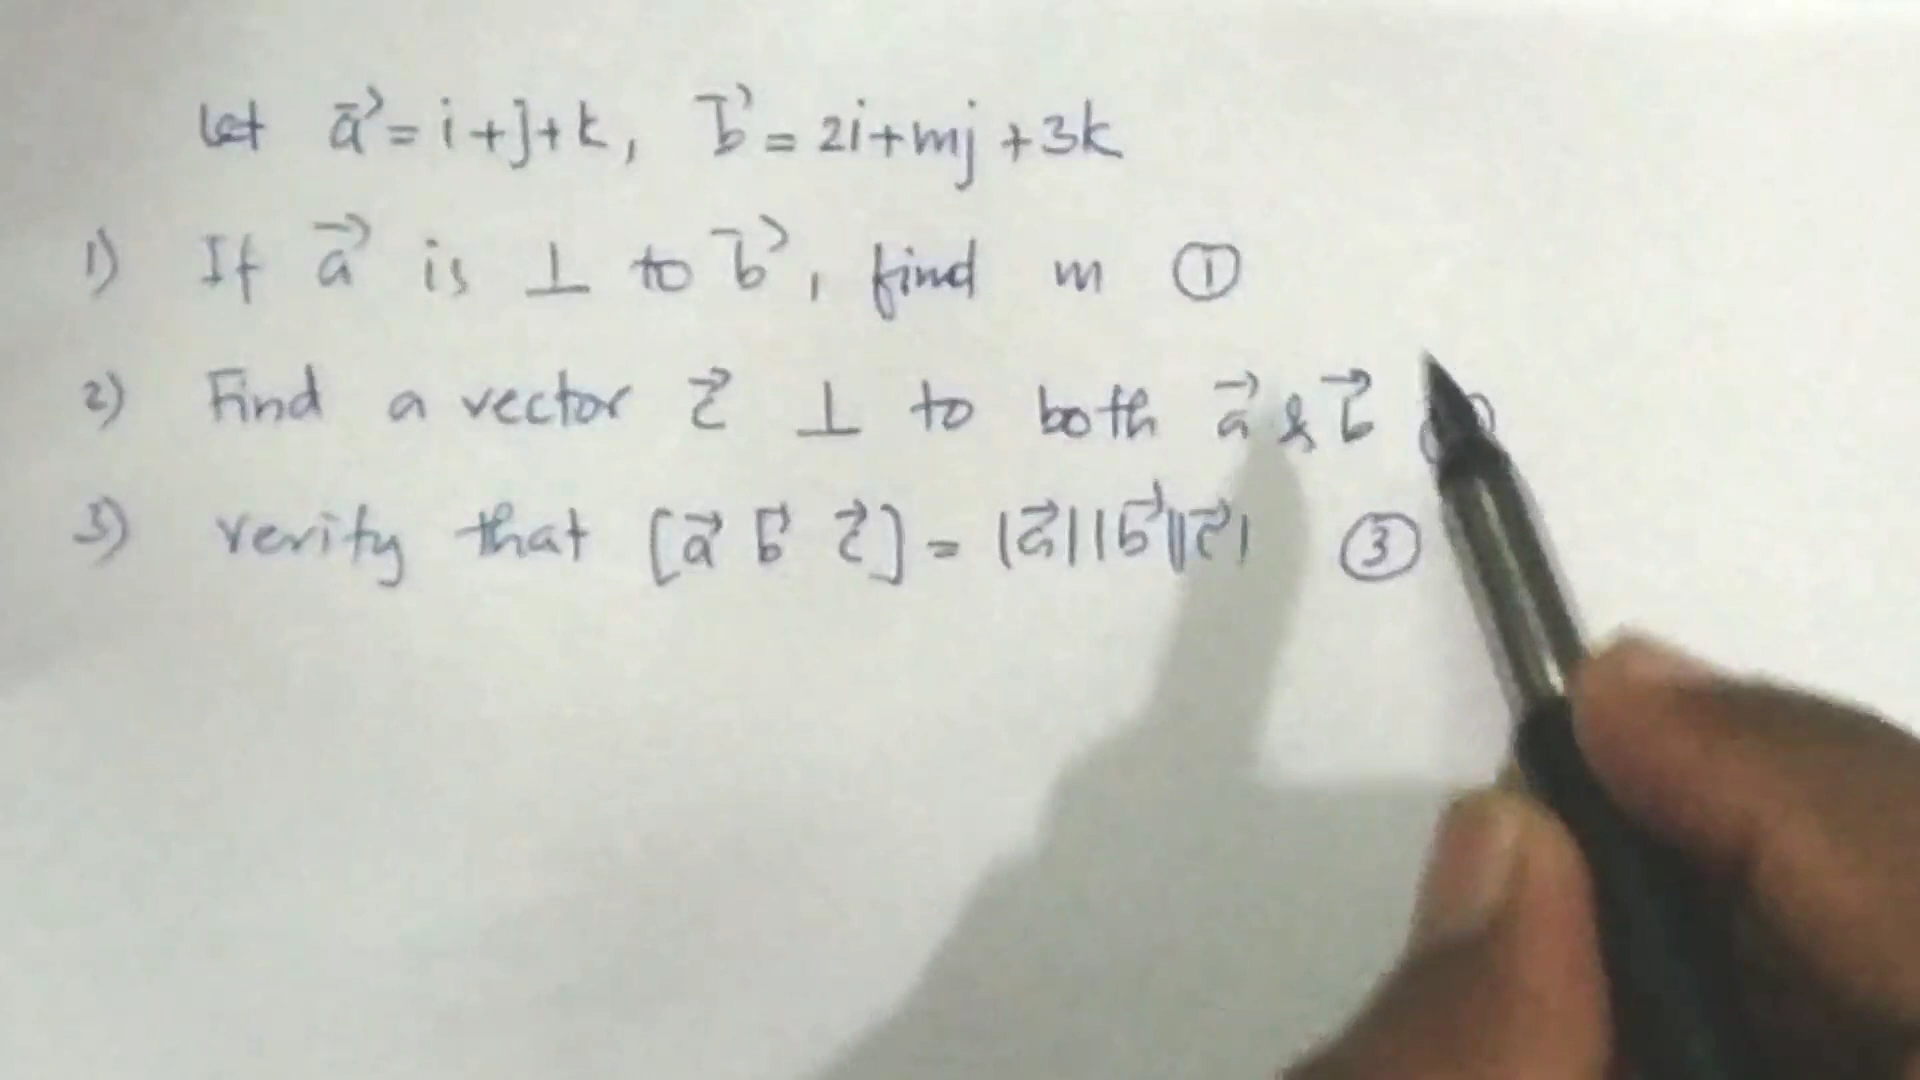 Let a⃗ = i + j + k, b⃗ = 2i + mj + 3k
1) If a⃗ is ⊥ to b⃗, find m ①
2) Find a vector c⃗ ⊥ to both a⃗ & b⃗
3) verify that [a⃗ b⃗ c⃗] = |a⃗||b⃗||c⃗| ③